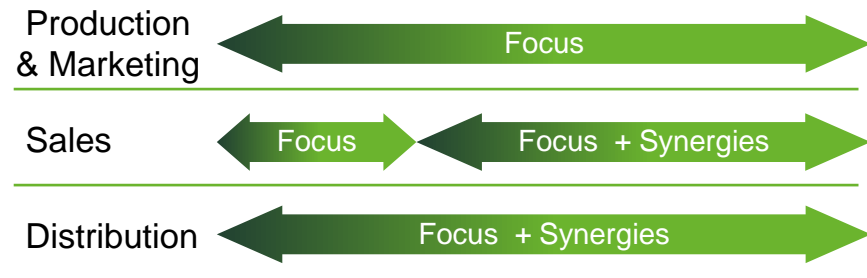 Production
& Marketing
Focus
Sales
Focus
Focus + Synergies
Distribution
Focus + Synergies